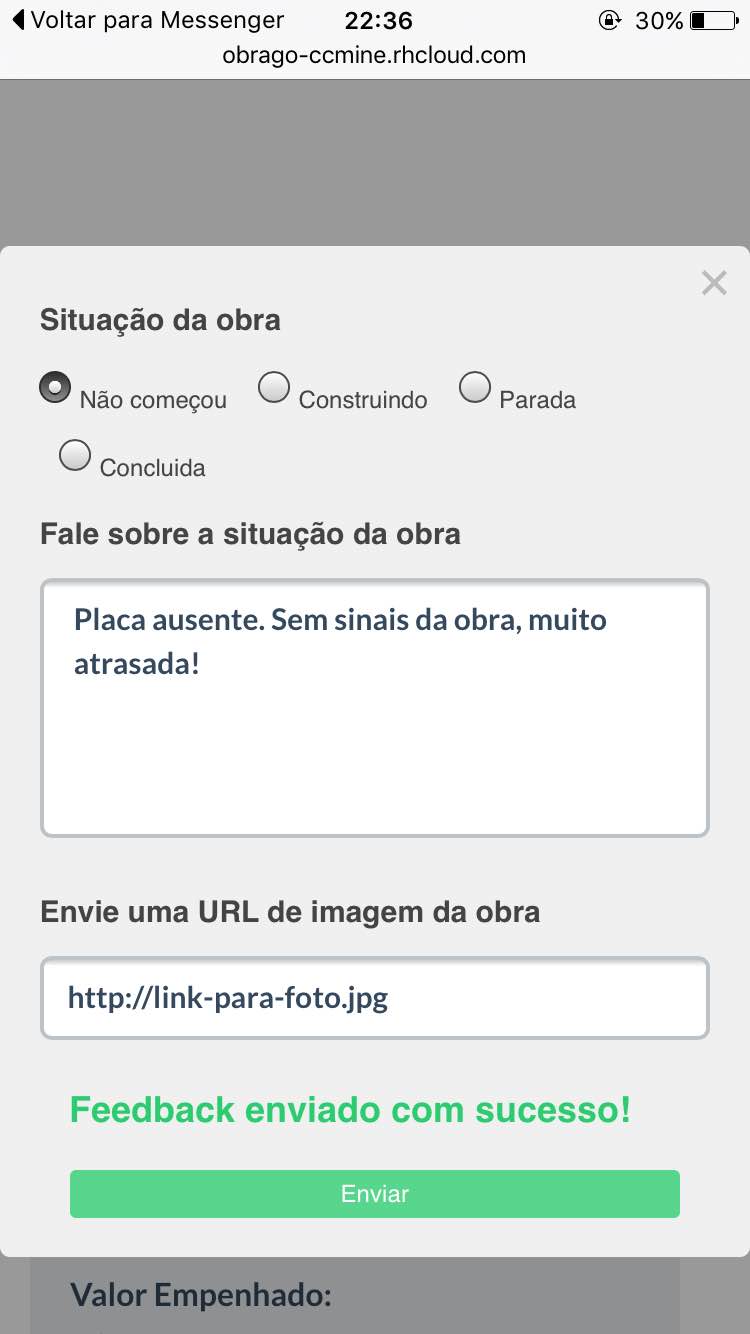 Voltar para Messenger 22:36 30%
obrago-ccmine.rhcloud.com
Situação da obra
Não começou Construindo Parada
Concluida
Fale sobre a situação da obra
Placa ausente. Sem sinais da obra, muito
atrasada!
Envie uma URL de imagem da obra
http://link-para-foto.jpg
Feedback enviado com sucesso!
Enviar
Valor Empenhado: